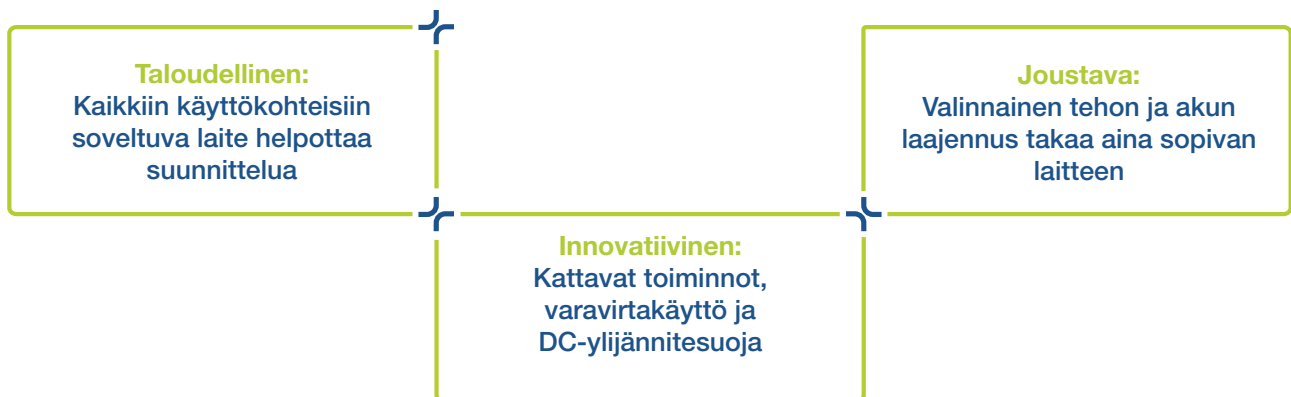 Taloudellinen:
Kaikkiin käyttökohteisiin
soveltuva laite helpottaa
suunnittelua
Innovatiivinen:
Kattavat toiminnot,
varavirtakäyttö ja
DC-ylijännitesuoja
Joustava:
Valinnainen tehon ja akun
laajennus takaa aina sopivan
laitteen